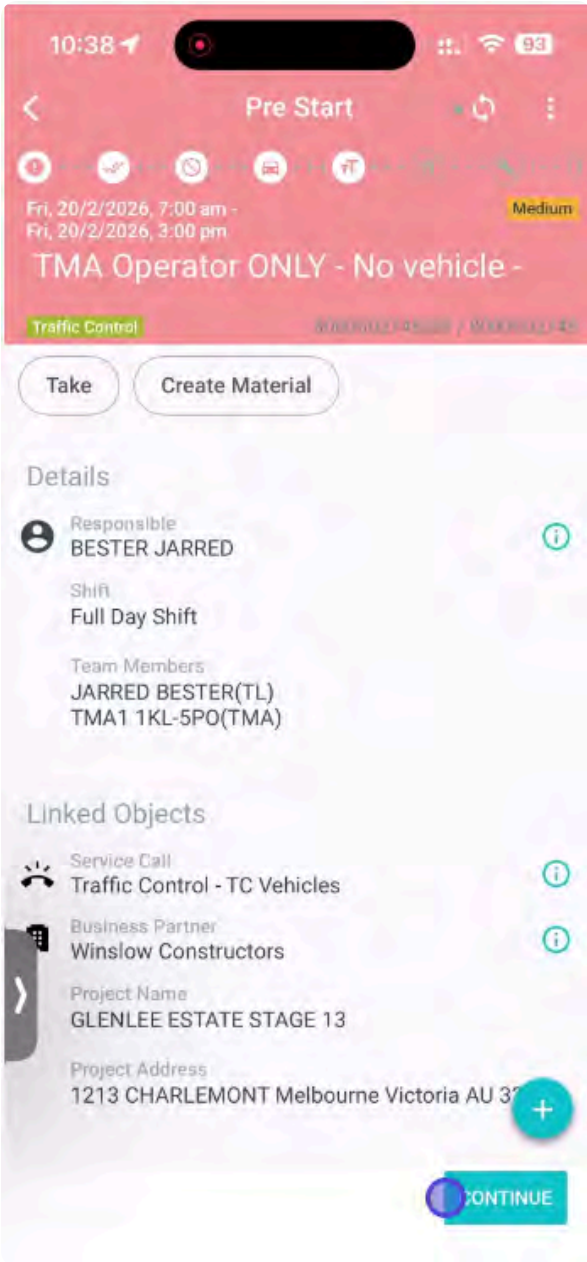 10:38
93
Pre Start
Fri, 20/2/2026, 7:00 am -
Fri, 20/2/2026, 3:00 pm
Medium
TMA Operator ONLY - No vehicle -
Traffic Control
Take
Create Material
Details
Responsible
BESTER JARRED
Shift
Full Day Shift
Team Members
JARRED BESTER(TL)
TMA1 1KL-5PO(TMA)
Linked Objects
Service Call
Traffic Control - TC Vehicles
Business Partner
Winslow Constructors
Project Name
GLENLEE ESTATE STAGE 13
Project Address
1213 CHARLEMONT Melbourne Victoria AU
CONTINUE